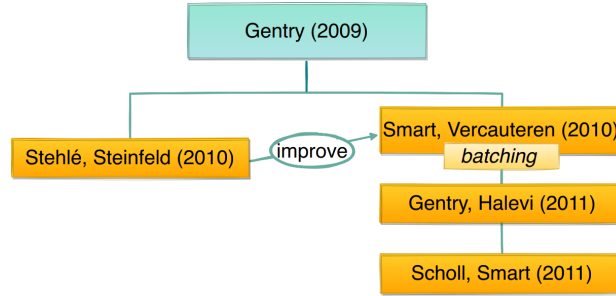 Gentry (2009)
Smart, Vercauteren (2010)
Stehlé, Steinfeld (2010)
improve
batching
Gentry, Halevi (2011)
Scholl, Smart (2011)